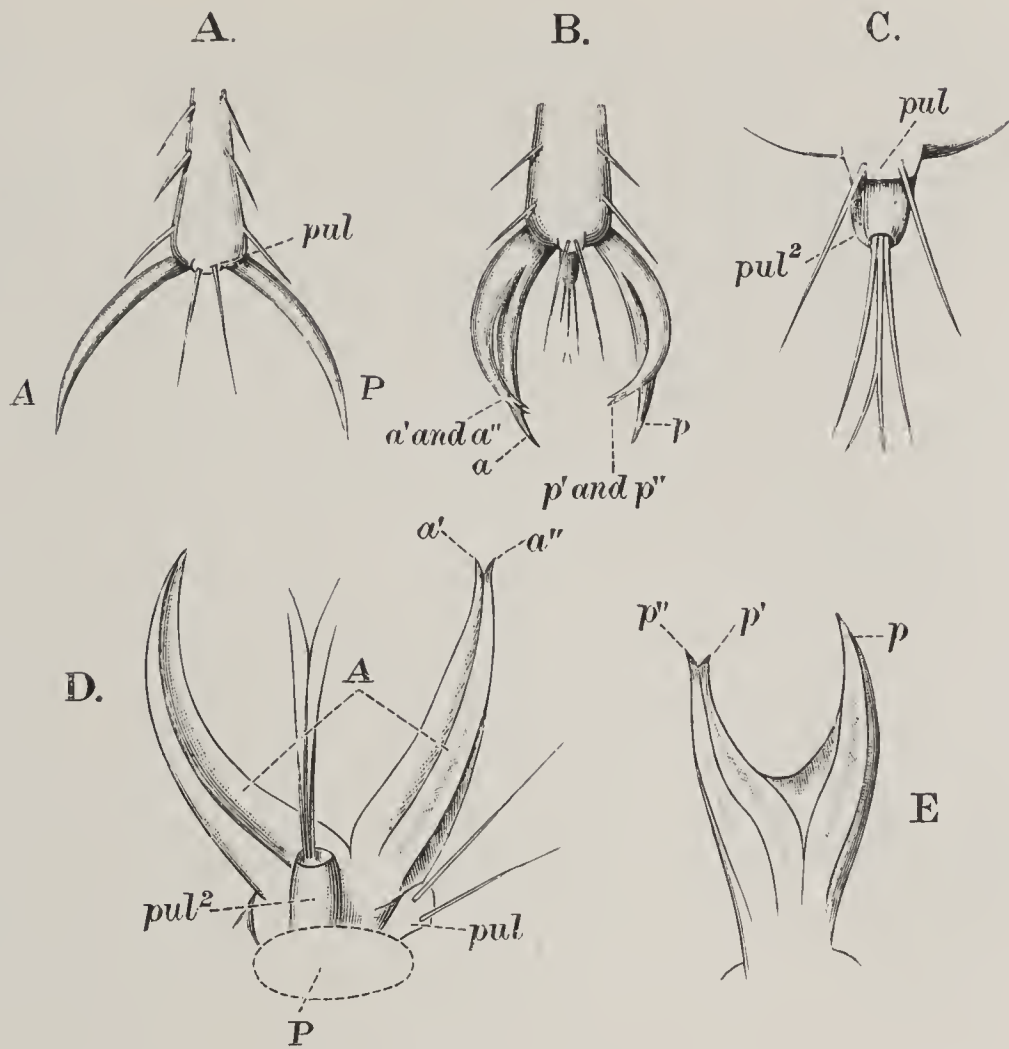 A.
B.
C.
pul
pul
pul²
A
P
a' and a"
a
p
p' and p"
a'
a"
p"
p'
p
D.
A
E
pul²
pul
P